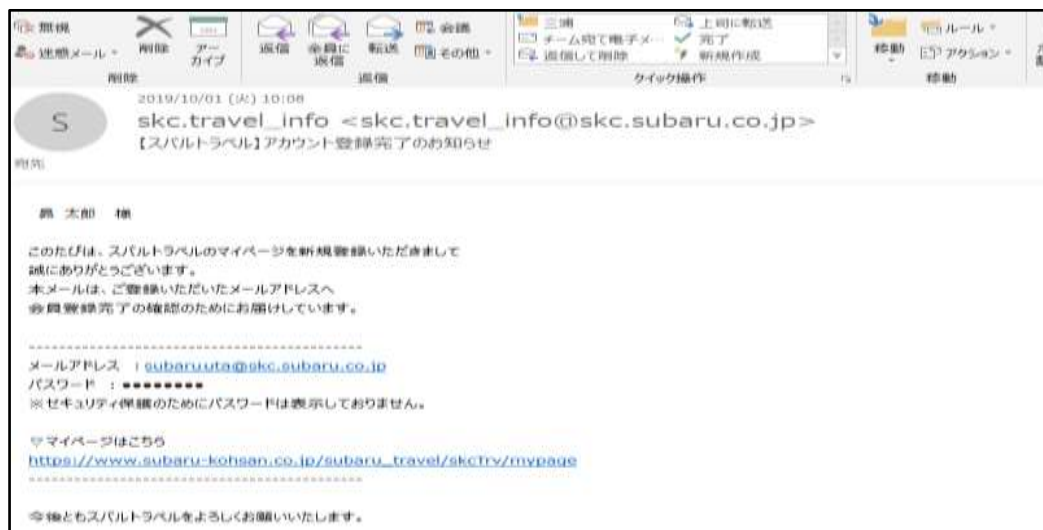 無視
迷惑メール
削除
アーカイブ
削除
返信
全員に返信
転送
会議
その他
返信
三浦
チーム宛て電子メ…
返信して削除
上司に転送
完了
新規作成
クイック操作
移動
ルール
アクション
移動
2019/10/01 (火) 10:08
S
skc.travel_info <skc.travel_info@skc.subaru.co.jp>
【スバルトラベル】アカウント登録完了のお知らせ
宛先
昴 太郎 様
このたびは、スバルトラベルのマイページを新規登録いただきまして
誠にありがとうございます。
本メールは、ご登録いただいたメールアドレスへ
会員登録完了の確認のためにお届けしています。
--------------------------------------------
メールアドレス : subaruuta@skc.subaru.co.jp
パスワード : ●●●●●●●●
※セキュリティ保護のためにパスワードは表示しておりません。
▽マイページはこちら
https://www.subaru-kohsan.co.jp/subaru_travel/skcTrv/mypage
--------------------------------------------
今後ともスバルトラベルをよろしくお願いいたします。